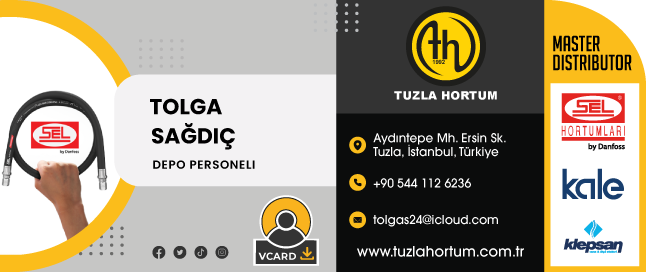 SEL
by Danfoss
TOLGA
SAĞDIÇ
DEPO PERSONELI
VCARD
th
1992
TUZLA HORTUM
Aydıntepe Mh. Ersin Sk.
Tuzla, İstanbul, Türkiye
+90 544 112 6236
tolgas24@icloud.com
www.tuzlahortum.com.tr
MASTER
DISTRIBUTOR
SEL
HORTUMLARI
by Danfoss
kale
klepsan